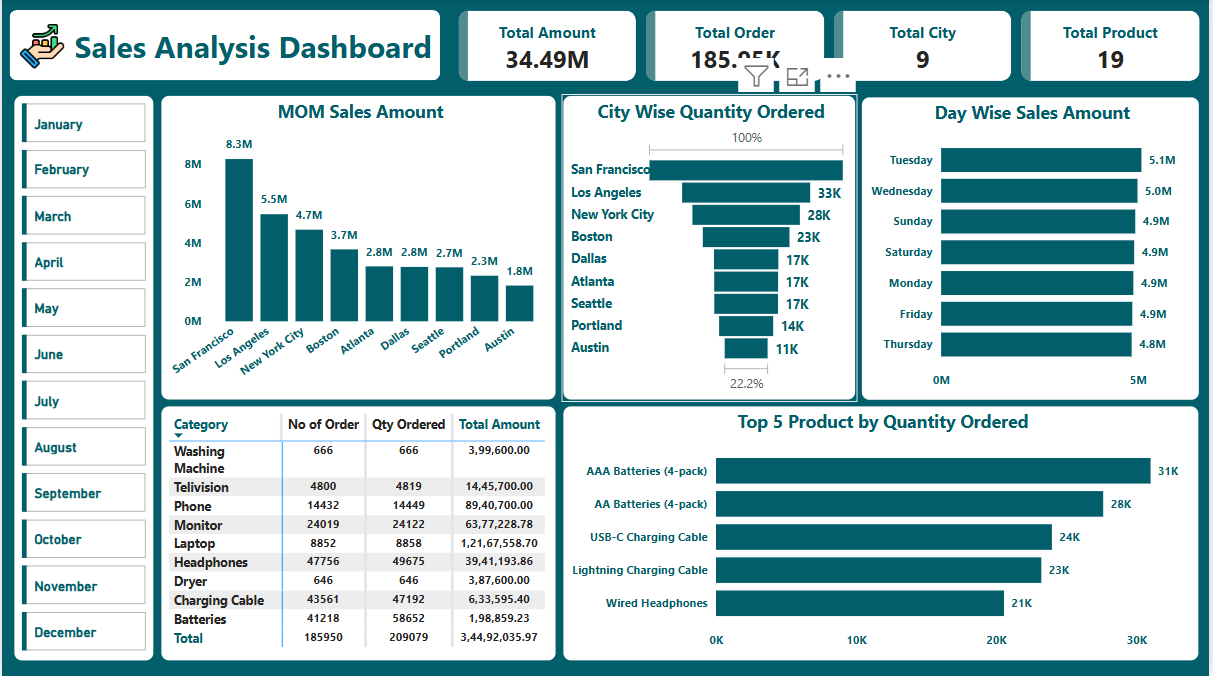 Sales Analysis Dashboard
Total Amount
34.49M
Total Order
185.95K
Total City
9
Total Product
19
January
February
March
April
May
June
July
August
September
October
November
December
MOM Sales Amount
8M
6M
4M
2M
0M
8.3M
5.5M
4.7M
3.7M
2.8M
2.8M
2.7M
2.3M
1.8M
San Francisco
Los Angeles
New York City
Boston
Atlanta
Dallas
Seattle
Portland
Austin
City Wise Quantity Ordered
100%
San Francisco
Los Angeles 33K
New York City 28K
Boston 23K
Dallas 17K
Atlanta 17K
Seattle 17K
Portland 14K
Austin 11K
22.2%
Day Wise Sales Amount
Tuesday 5.1M
Wednesday 5.0M
Sunday 4.9M
Saturday 4.9M
Monday 4.9M
Friday 4.9M
Thursday 4.8M
0M 5M
Category No of Order Qty Ordered Total Amount
Washing
Machine 666 666 3,99,600.00
Telivision 4800 4819 14,45,700.00
Phone 14432 14449 89,40,700.00
Monitor 24019 24122 63,77,228.78
Laptop 8852 8858 1,21,67,558.70
Headphones 47756 49675 39,41,193.86
Dryer 646 646 3,87,600.00
Charging Cable 43561 47192 6,33,595.40
Batteries 41218 58652 1,98,859.23
Total 185950 209079 3,44,92,035.97
Top 5 Product by Quantity Ordered
AAA Batteries (4-pack) 31K
AA Batteries (4-pack) 28K
USB-C Charging Cable 24K
Lightning Charging Cable 23K
Wired Headphones 21K
0K 10K 20K 30K